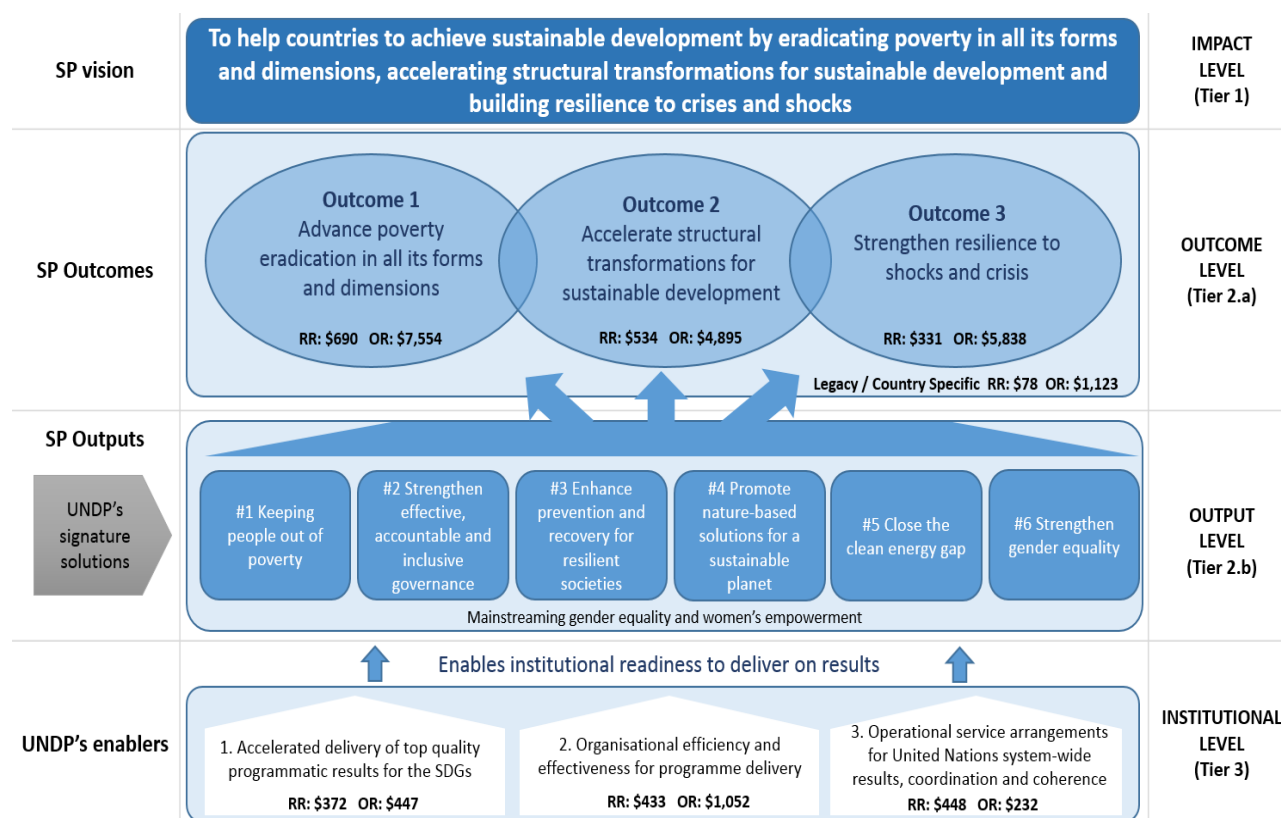 SP vision
To help countries to achieve sustainable development by eradicating poverty in all its forms
and dimensions, accelerating structural transformations for sustainable development and
building resilience to crises and shocks
IMPACT
LEVEL
(Tier 1)
SP Outcomes
Outcome 1
Advance poverty
eradication in all its forms
and dimensions
RR: $690 OR: $7,554
Outcome 2
Accelerate structural
transformations for
sustainable development
RR: $534 OR: $4,895
Outcome 3
Strengthen resilience to
shocks and crisis
RR: $331 OR: $5,838
Legacy / Country Specific RR: $78 OR: $1,123
OUTCOME
LEVEL
(Tier 2.a)
SP Outputs
UNDP's
signature
solutions
#1 Keeping
people out of
poverty
#2 Strengthen
effective,
accountable and
inclusive
governance
#3 Enhance
prevention and
recovery for
resilient
societies
#4 Promote
nature-based
solutions for a
sustainable
planet
#5 Close the
clean energy gap
#6 Strengthen
gender equality
Mainstreaming gender equality and women's empowerment
OUTPUT
LEVEL
(Tier 2.b)
Enables institutional readiness to deliver on results
UNDP's enablers
1. Accelerated delivery of top quality
programmatic results for the SDGs
RR: $372 OR: $447
2. Organisational efficiency and
effectiveness for programme delivery
RR: $433 OR: $1,052
3. Operational service arrangements
for United Nations system-wide
results, coordination and coherence
RR: $448 OR: $232
INSTITUTIONAL
LEVEL
(Tier 3)